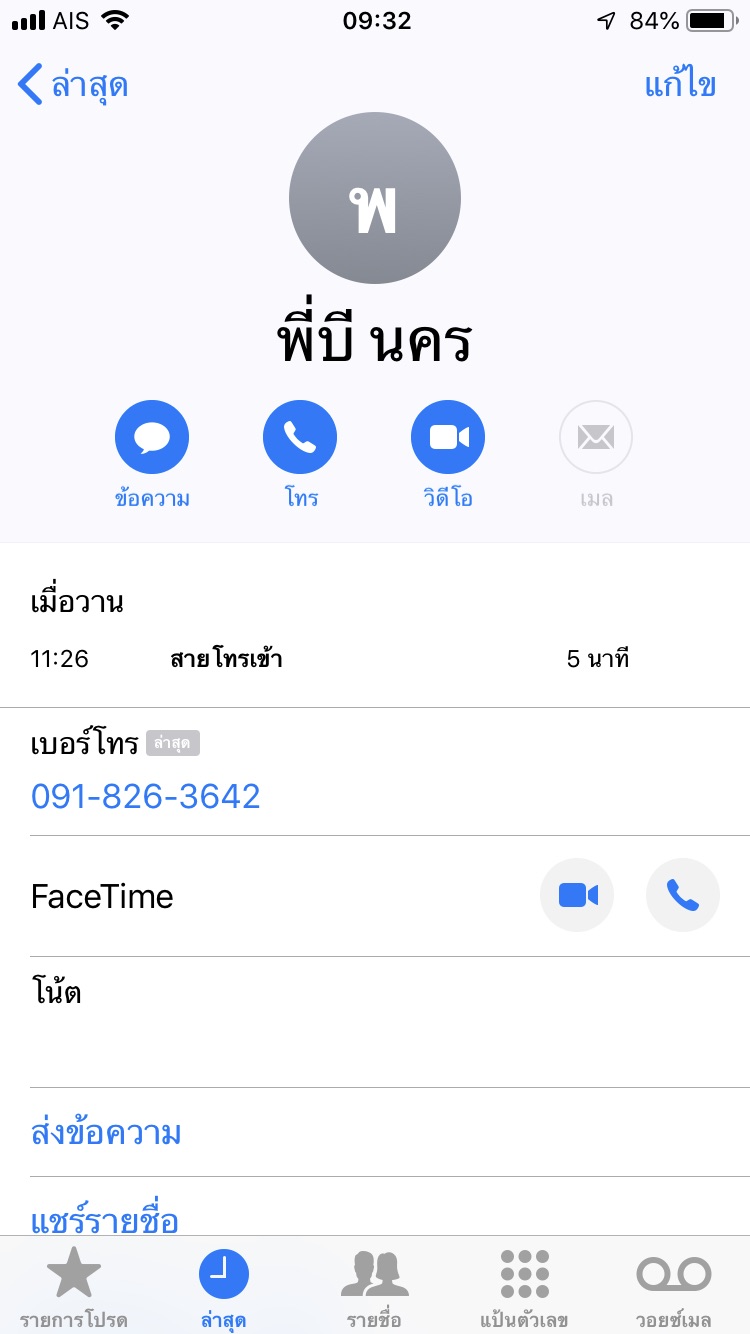 AIS 09:32 84%
ล่าสุด แก้ไข
พ
พี่บี นคร
ข้อความ โทร วิดีโอ เมล
เมื่อวาน
11:26 สายโทรเข้า 5 นาที
เบอร์โทร ล่าสุด
091-826-3642
FaceTime
โน้ต
ส่งข้อความ
แชร์รายชื่อ
รายการโปรด ล่าสุด รายชื่อ แป้นตัวเลข วอยซ์เมล